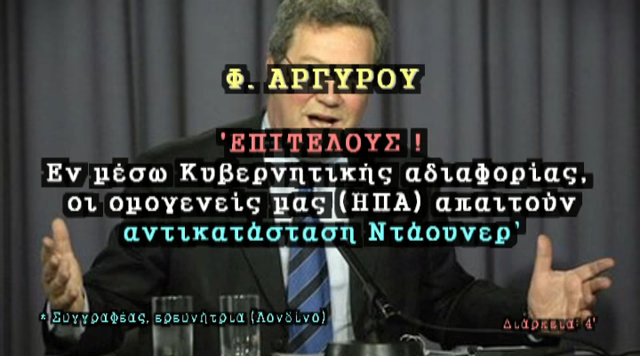 Φ. ΑΡΓΥΡΟΥ
'ΕΠΙΤΕΛΟΥΣ !
Εν μέσω Κυβερνητικής αδιαφορίας,
οι ομογενείς μας (ΗΠΑ) απαιτούν
αντικατάσταση Ντάουνερ'
* Συγγραφέας, ερευνήτρια (Λονδίνο)
Διάρκεια: 4'